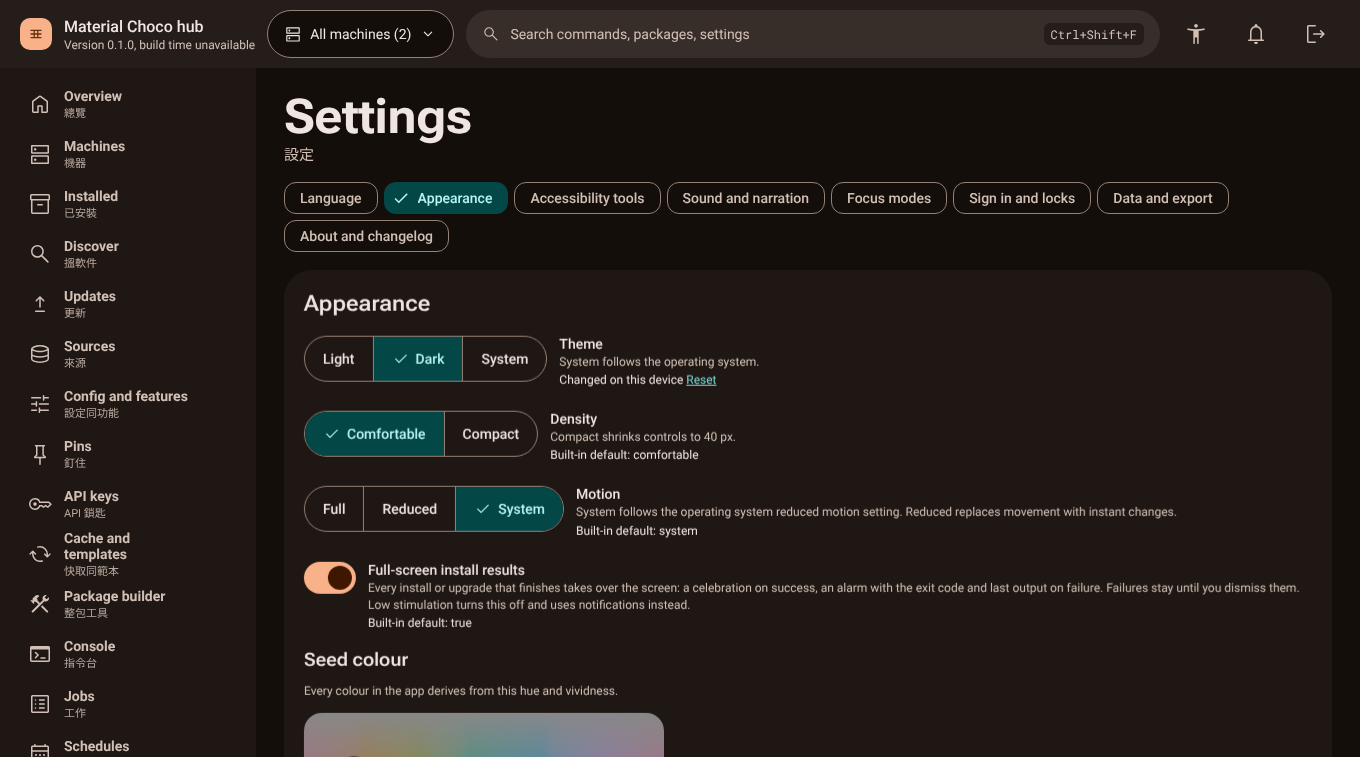 Material Choco hub
Version 0.1.0, build time unavailable
All machines (2)
Search commands, packages, settings
Ctrl+Shift+F
Overview
總覽
Machines
機器
Installed
已安裝
Discover
搵軟件
Updates
更新
Sources
來源
Config and features
設定同功能
Pins
釘住
API keys
API 鎖匙
Cache and
templates
快取同範本
Package builder
整包工具
Console
指令台
Jobs
工作
Schedules
Settings
設定
Language
Appearance
Accessibility tools
Sound and narration
Focus modes
Sign in and locks
Data and export
About and changelog
Appearance
Light
Dark
System
Theme
System follows the operating system.
Changed on this device Reset
Comfortable
Compact
Density
Compact shrinks controls to 40 px.
Built-in default: comfortable
Full
Reduced
System
Motion
System follows the operating system reduced motion setting. Reduced replaces movement with instant changes.
Built-in default: system
Full-screen install results
Every install or upgrade that finishes takes over the screen: a celebration on success, an alarm with the exit code and last output on failure. Failures stay until you dismiss them.
Low stimulation turns this off and uses notifications instead.
Built-in default: true
Seed colour
Every colour in the app derives from this hue and vividness.